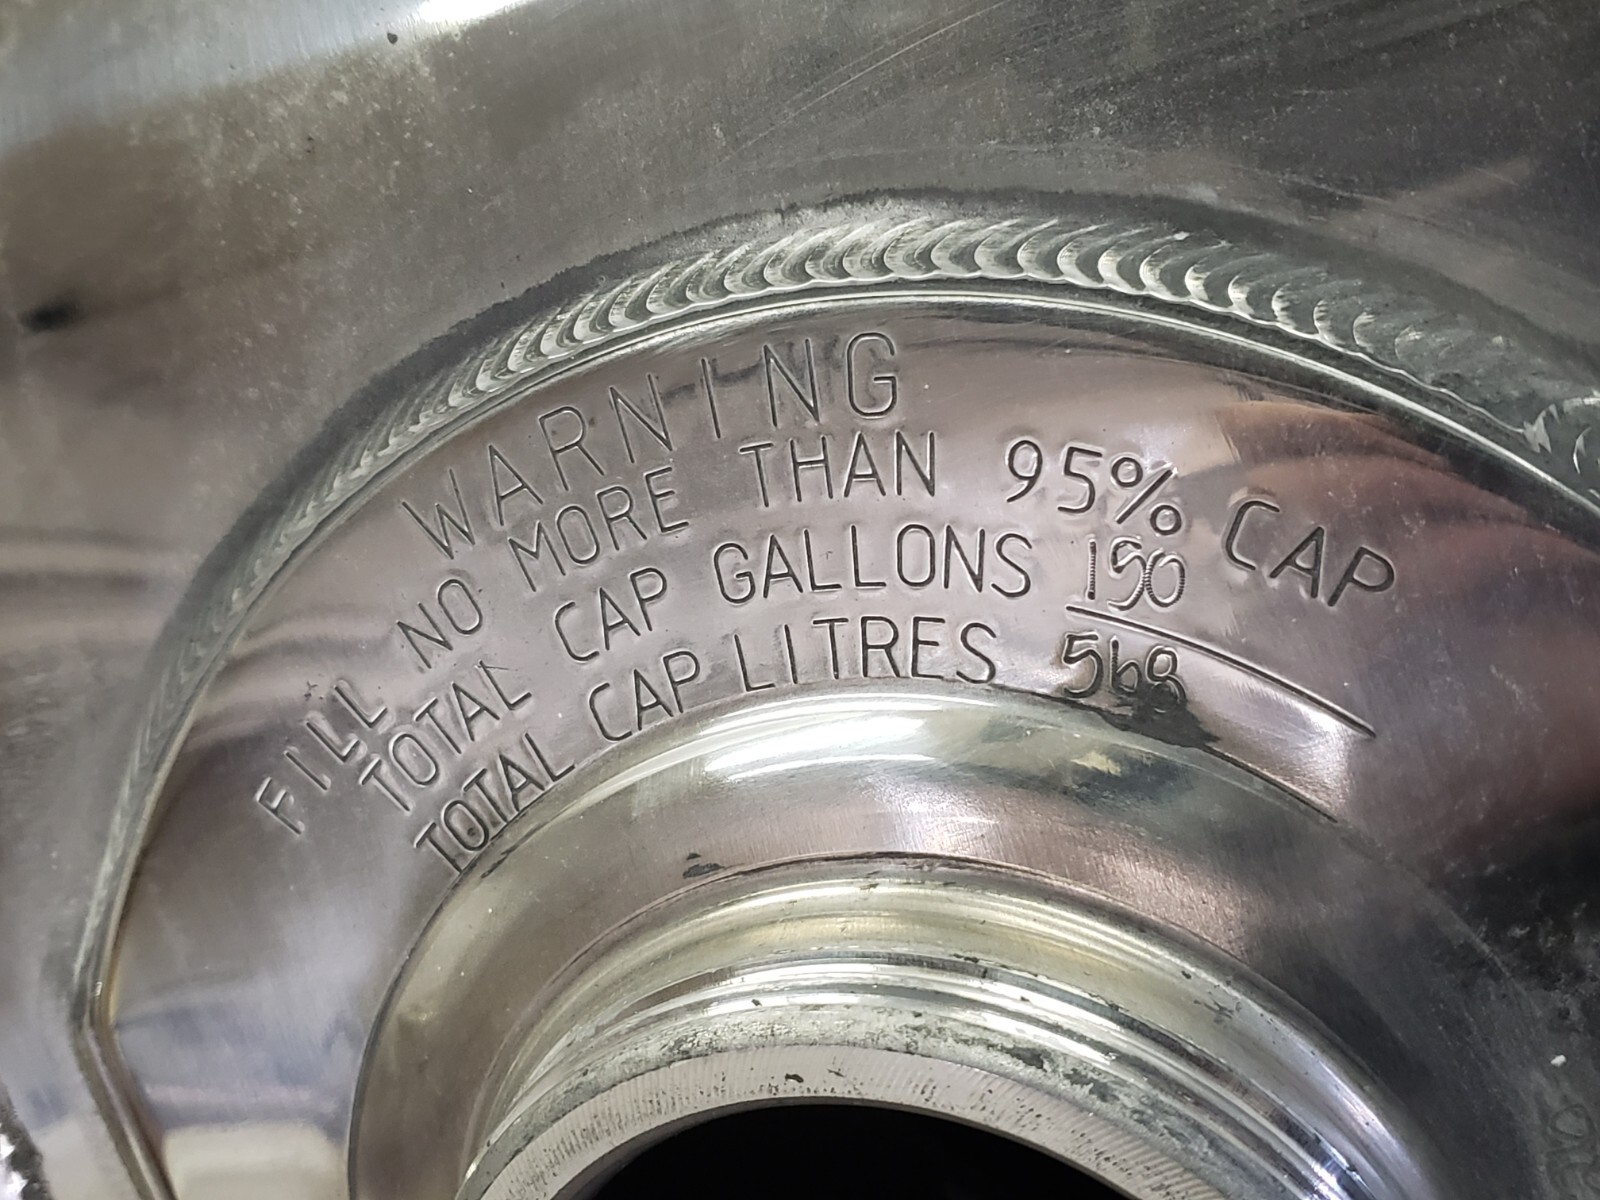 WARNING
FILL NO MORE THAN 95% CAP
TOTAL CAP GALLONS 150
TOTAL CAP LITRES 568